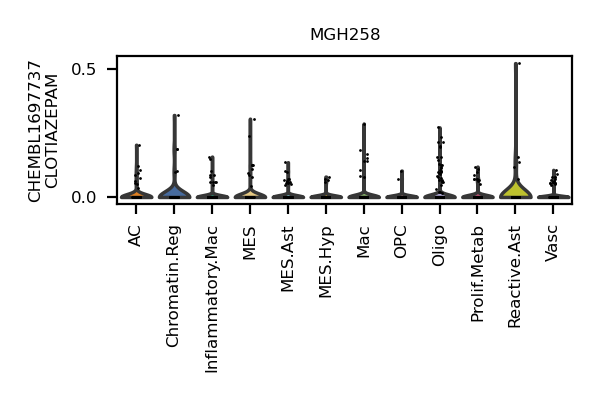 MGH258
CHEMBL1697737
CLOTIAZEPAM
0.5
0.0
AC
Chromatin.Reg
Inflammatory.Mac
MES
MES.Ast
MES.Hyp
Mac
OPC
Oligo
Prolif.Metab
Reactive.Ast
Vasc